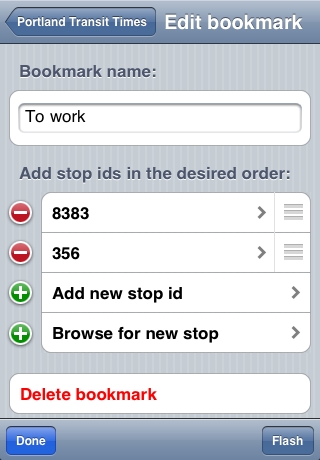 Portland Transit Times
Edit bookmark
Bookmark name:
To work
Add stop ids in the desired order:
8383
356
Add new stop id
Browse for new stop
Delete bookmark
Done
Flash